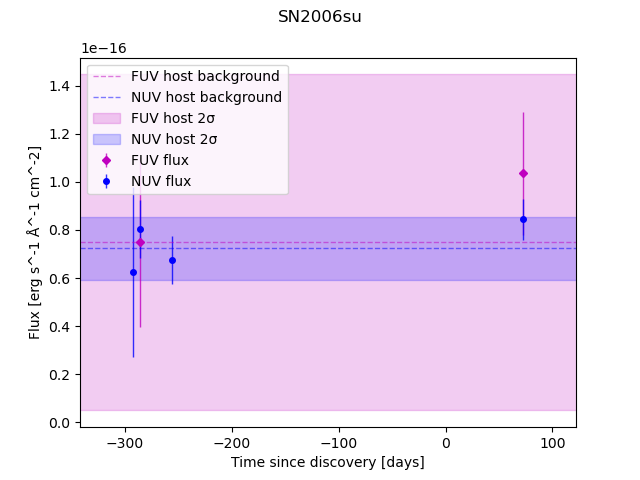 SN2006su
1e−16
FUV host background
NUV host background
FUV host 2σ
NUV host 2σ
FUV flux
NUV flux
1.4
1.2
1.0
0.8
0.6
0.4
0.2
0.0
Flux [erg s^-1 Å^-1 cm^-2]
−300
−200
−100
0
100
Time since discovery [days]